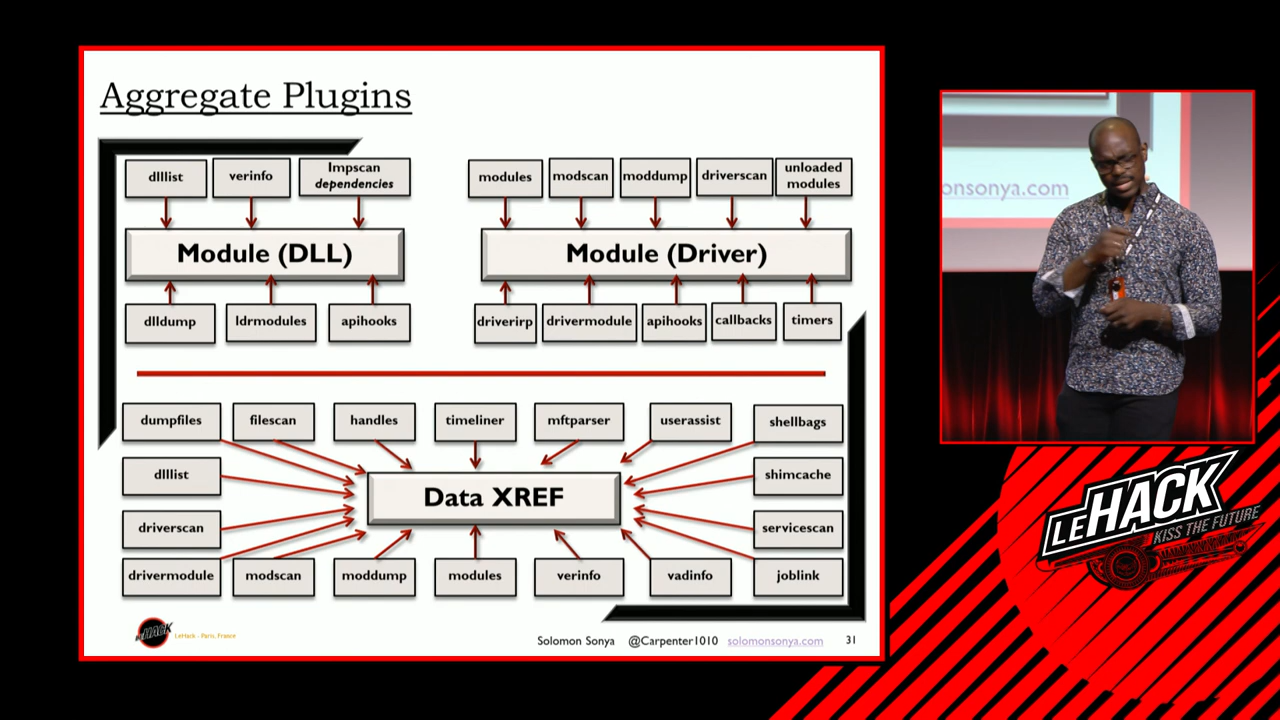 Aggregate Plugins
dlllist
verinfo
Impscan
dependencies
modules
modscan
moddump
driverscan
unloaded
modules
Module (DLL)
Module (Driver)
dlldump
ldrmodules
apihooks
driverirp
drivermodule
apihooks
callbacks
timers
dumpfiles
filescan
handles
timeliner
mftparser
userassist
shellbags
dlllist
shimcache
Data XREF
driverscan
servicescan
drivermodule
modscan
moddump
modules
verinfo
vadinfo
joblink
LEHACK
LeHack - Paris, France
Solomon Sonya @Carpenter1010 solomonsonya.com 31
onsonya.com
LEHACK
KISS THE FUTURE